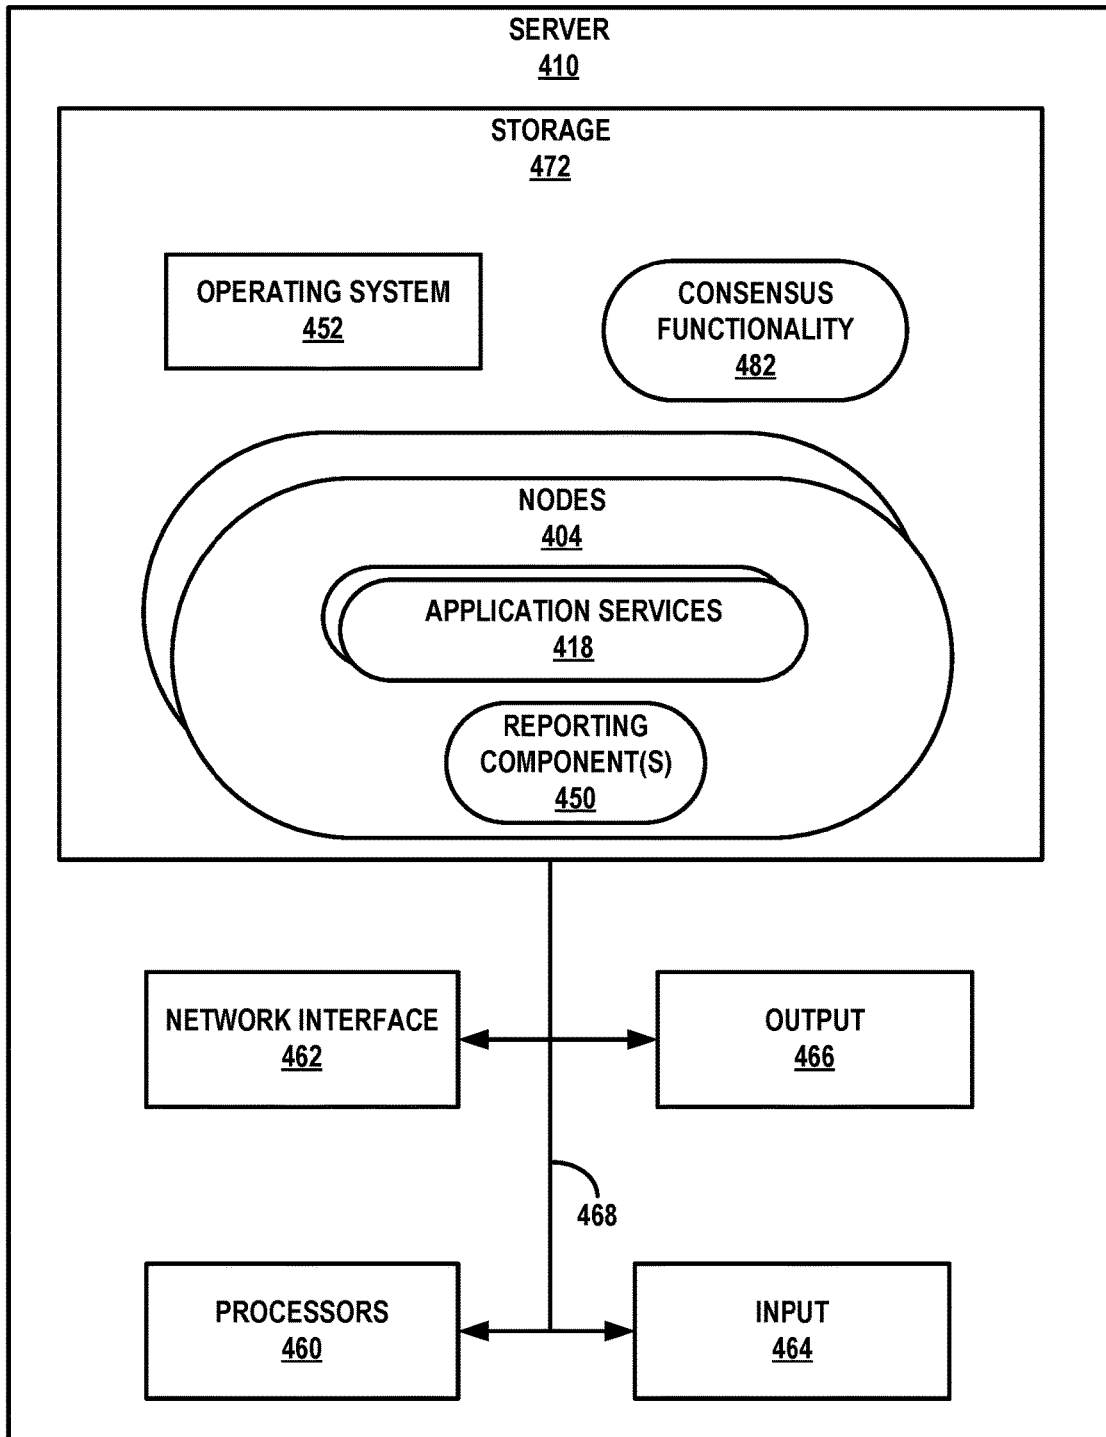 SERVER
410
STORAGE
472
OPERATING SYSTEM
452
CONSENSUS
FUNCTIONALITY
482
NODES
404
APPLICATION SERVICES
418
REPORTING
COMPONENT(S)
450
NETWORK INTERFACE
462
OUTPUT
466
468
PROCESSORS
460
INPUT
464